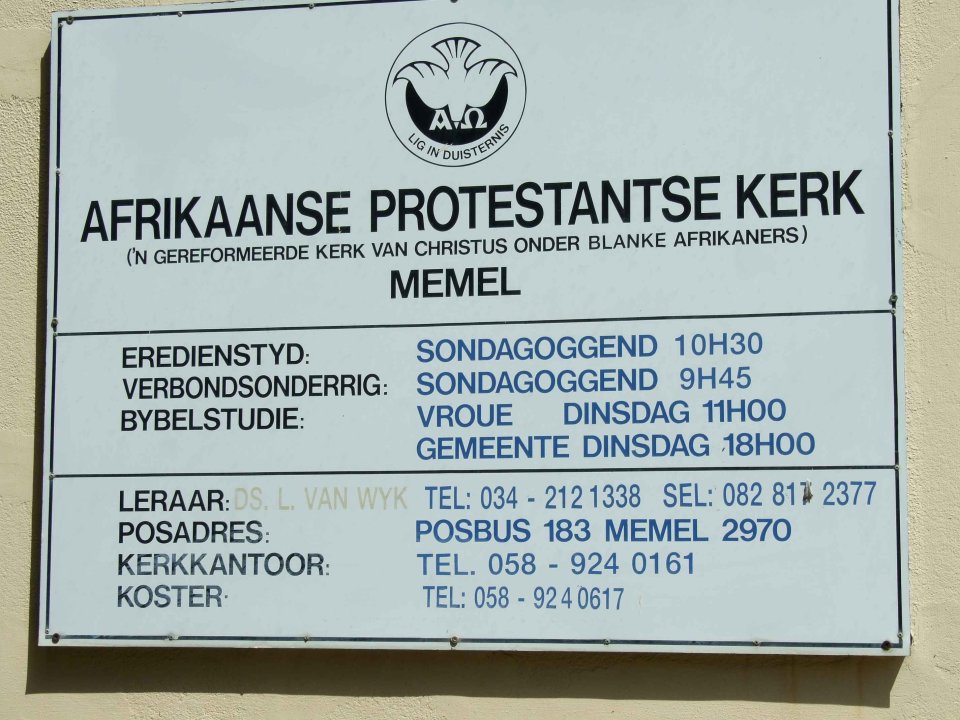 Α Ω
LIG IN DUISTERNIS
AFRIKAANSE PROTESTANTSE KERK
('N GEREFORMEERDE KERK VAN CHRISTUS ONDER BLANKE AFRIKANERS)
MEMEL
EREDIENSTYD: SONDAGOGGEND 10H30
VERBONDSONDERRIG: SONDAGOGGEND 9H45
BYBELSTUDIE: VROUE DINSDAG 11H00
GEMEENTE DINSDAG 18H00
LERAAR: DS. L. VAN WYK TEL: 034 - 212 1338 SEL: 082 817 2377
POSADRES: POSBUS 183 MEMEL 2970
KERKKANTOOR: TEL. 058 - 924 0161
KOSTER: TEL: 058 - 924 0617